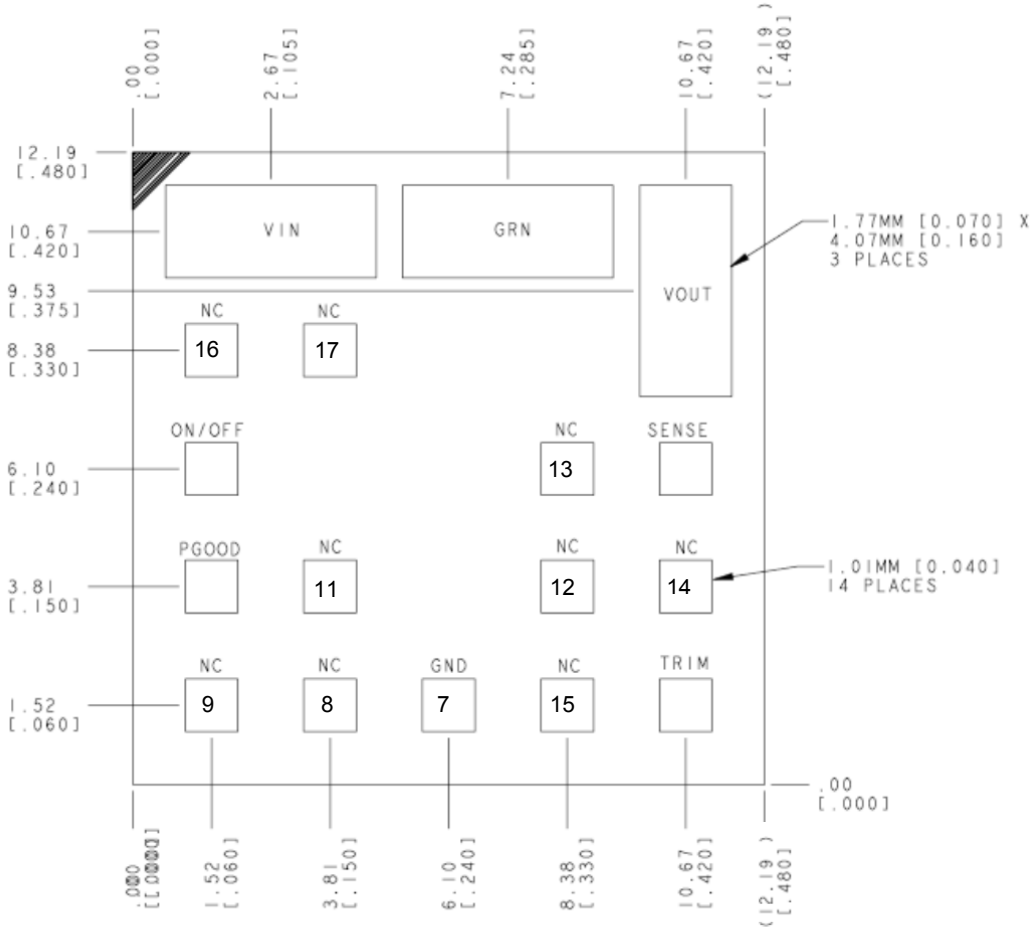 .00
[.000]
2.67
[.105]
7.24
[.285]
10.67
[.420]
(12.19)
[.480]
12.19
[.480]
10.67
[.420]
VIN
GRN
1.77MM [0.070] X
4.07MM [0.160]
3 PLACES
9.53
[.375]
VOUT
NC
NC
8.38
[.330]
16
17
ON/OFF
NC
SENSE
6.10
[.240]
13
PGOOD
NC
NC
NC
3.81
[.150]
11
12
14
1.01MM [0.040]
14 PLACES
NC
NC
GND
NC
TRIM
1.52
[.060]
9
8
7
15
.00
[.000]
1.52
[.060]
3.81
[.150]
6.10
[.240]
8.38
[.330]
10.67
[.420]
(12.19)
[.480]